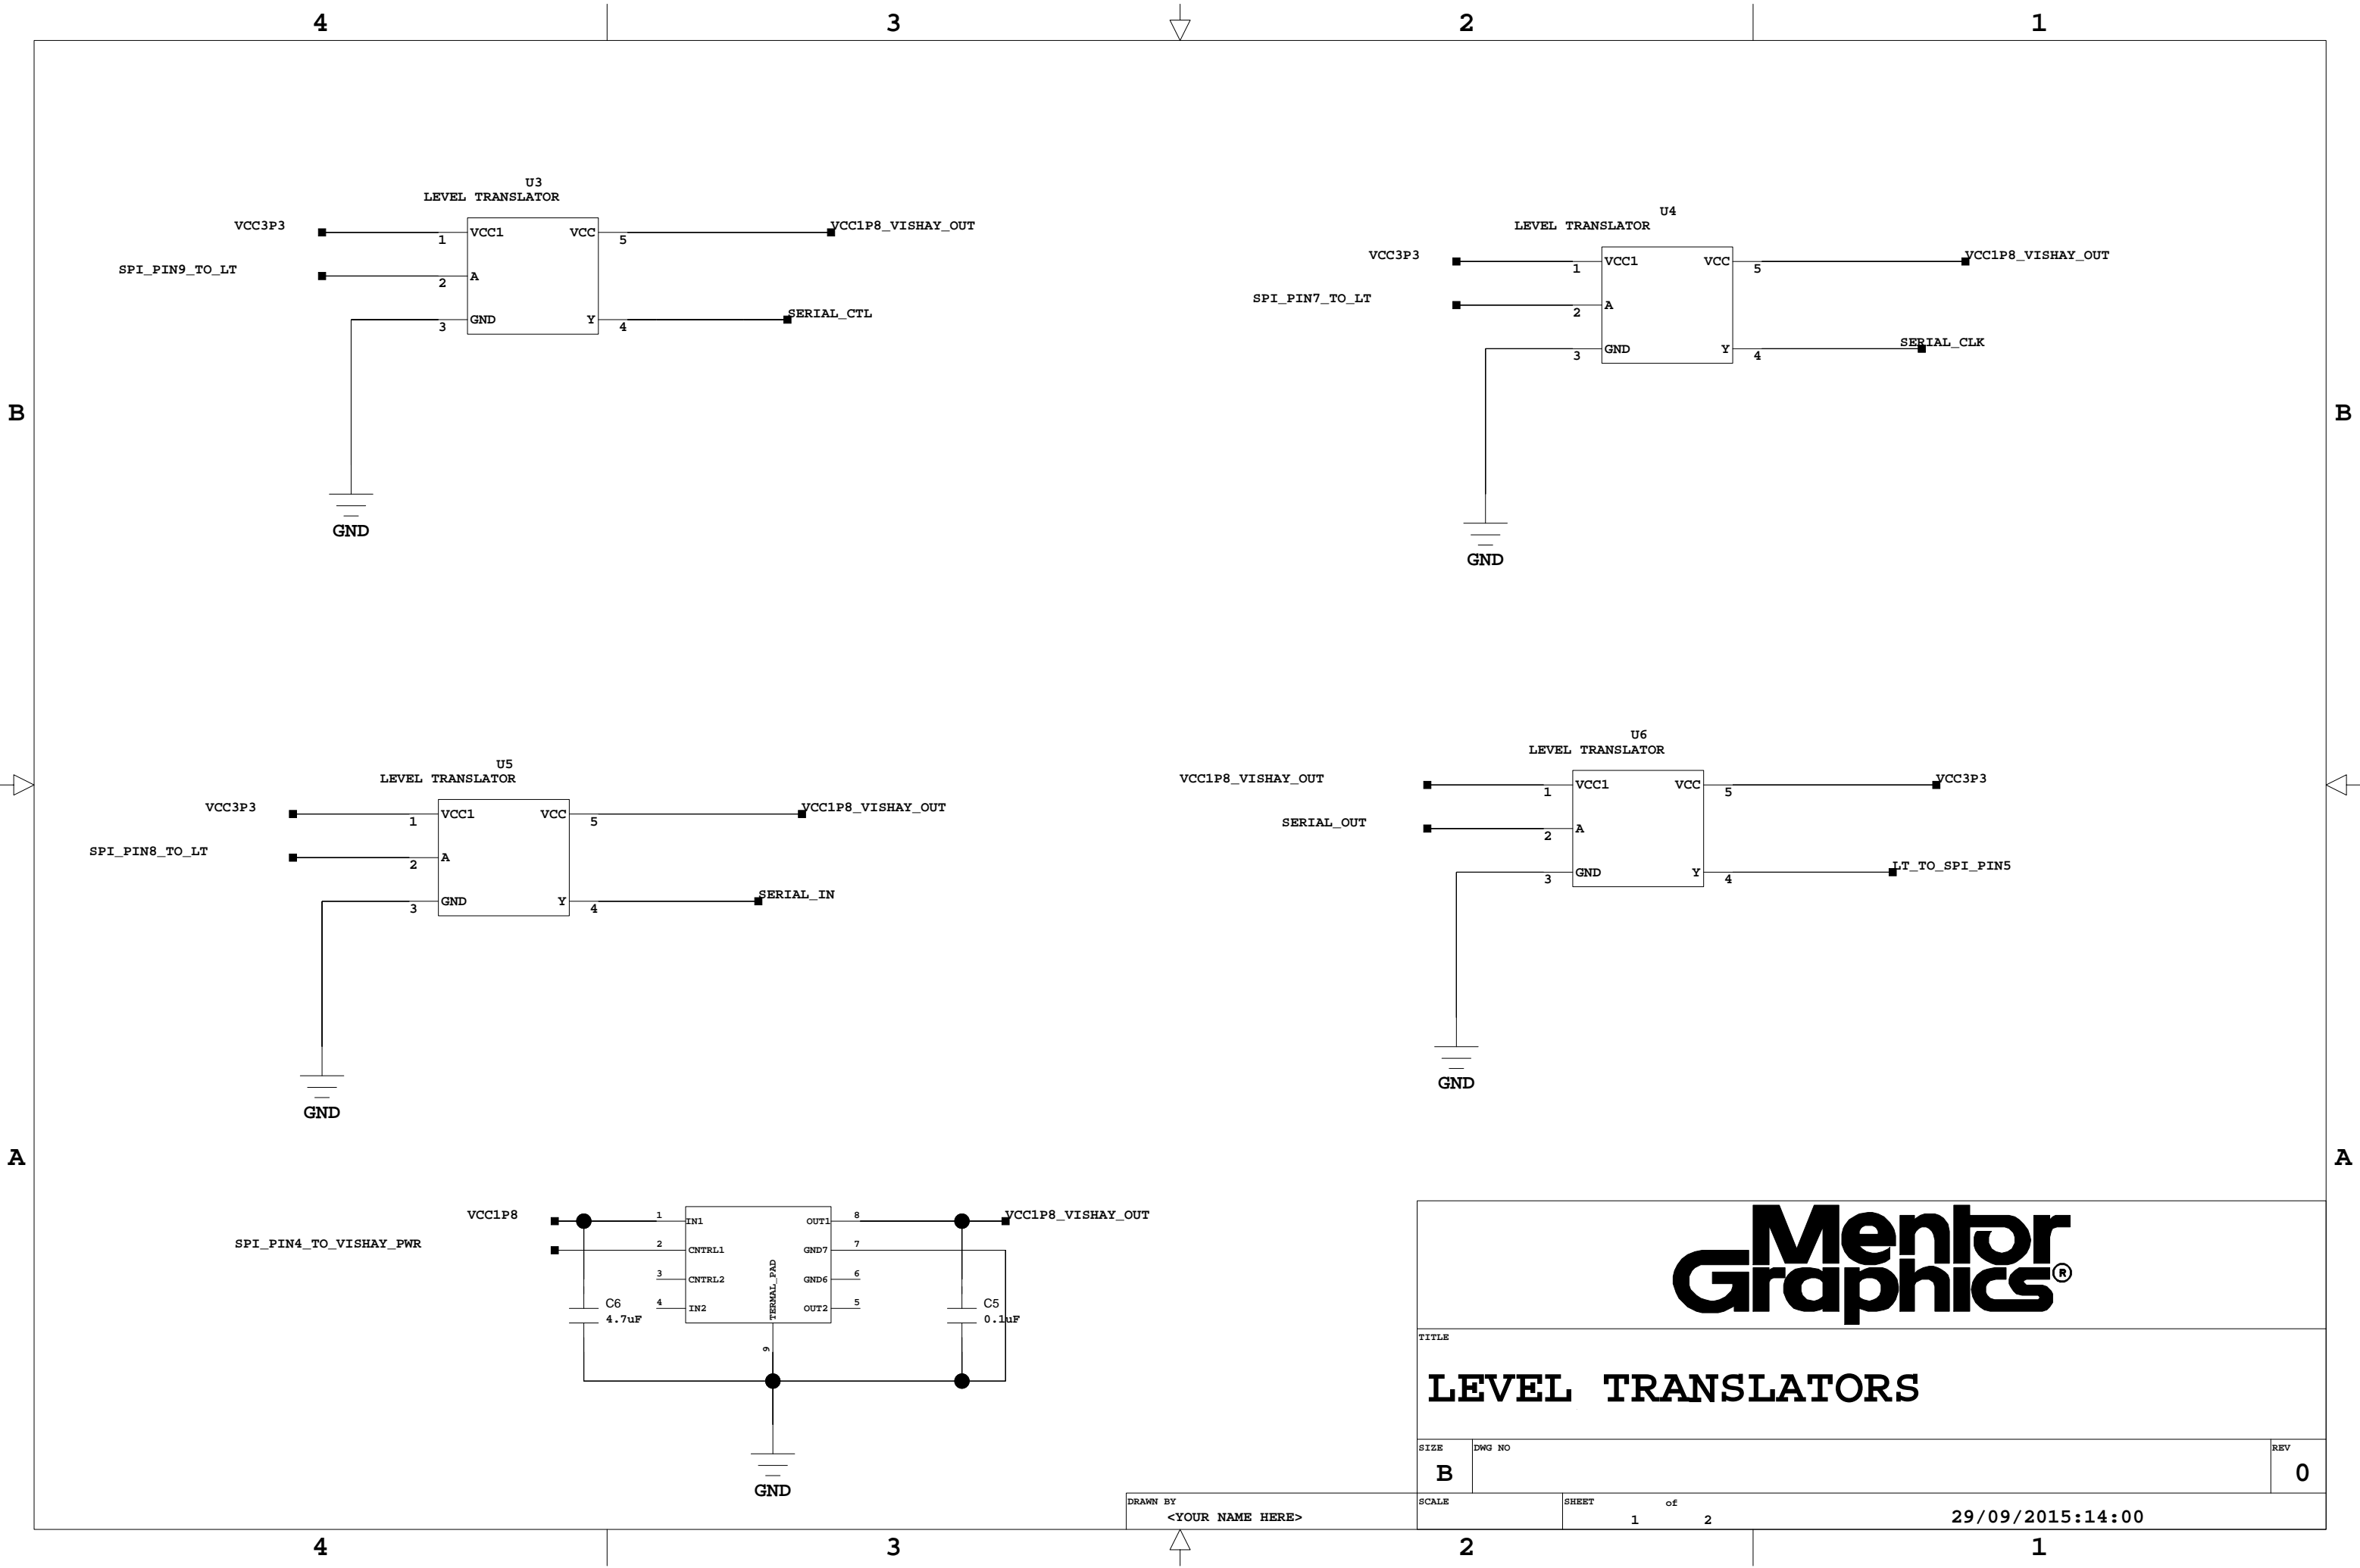 4 3 2 1
U3
LEVEL TRANSLATOR
VCC3P3
1
VCC1 VCC
5
VCC1P8_VISHAY_OUT
SPI_PIN9_TO_LT
2
A
3
GND Y
4
SERIAL_CTL
GND
U4
LEVEL TRANSLATOR
VCC3P3
1
VCC1 VCC
5
VCC1P8_VISHAY_OUT
SPI_PIN7_TO_LT
2
A
3
GND Y
4
SERIAL_CLK
GND
B B
U5
LEVEL TRANSLATOR
VCC3P3
1
VCC1 VCC
5
VCC1P8_VISHAY_OUT
SPI_PIN8_TO_LT
2
A
3
GND Y
4
SERIAL_IN
GND
U6
LEVEL TRANSLATOR
VCC1P8_VISHAY_OUT
1
VCC1 VCC
5
VCC3P3
SERIAL_OUT
2
A
3
GND Y
4
LT_TO_SPI_PIN5
GND
A A
VCC1P8
1
IN1 OUT1
8
VCC1P8_VISHAY_OUT
SPI_PIN4_TO_VISHAY_PWR
2
CNTRL1 GND7
7
3
CNTRL2 GND6
6
4
IN2 OUT2
5
TERMAL_PAD
9
C6
4.7uF
C5
0.1uF
GND
Mentor
Graphics®
TITLE
LEVEL TRANSLATORS
SIZE DWG NO REV
B 0
DRAWN BY SCALE SHEET of
<YOUR NAME HERE> 1 2 29/09/2015:14:00
4 3 2 1